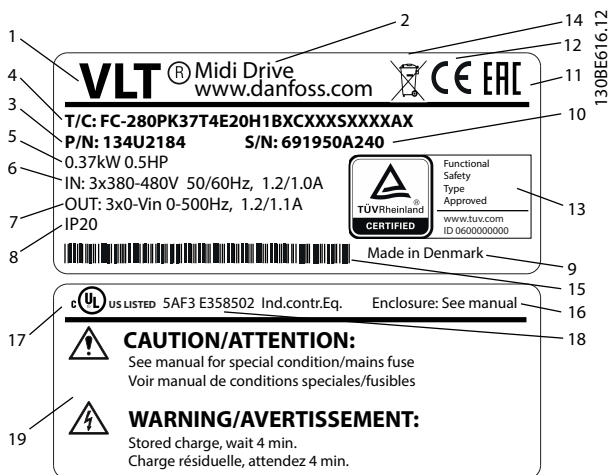 1
2
14
12
130BE616.12
VLT ® Midi Drive
www.danfoss.com
CE EAC
11
4
T/C: FC-280PK37T4E20H1BXCXXXSXXXXAX
3
P/N: 134U2184 S/N: 691950A240
10
5
0.37kW 0.5HP
6
IN: 3x380-480V 50/60Hz, 1.2/1.0A
7
OUT: 3x0-Vin 0-500Hz, 1.2/1.1A
8
IP20
TÜVRheinland ®
CERTIFIED
Functional
Safety
Type
Approved
www.tuv.com
ID 0600000000
13
Made in Denmark
9
15
17
c UL US LISTED 5AF3 E358502 Ind.contr.Eq. Enclosure: See manual
16
18
CAUTION/ATTENTION:
See manual for special condition/mains fuse
Voir manual de conditions speciales/fusibles
19
WARNING/AVERTISSEMENT:
Stored charge, wait 4 min.
Charge résiduelle, attendez 4 min.